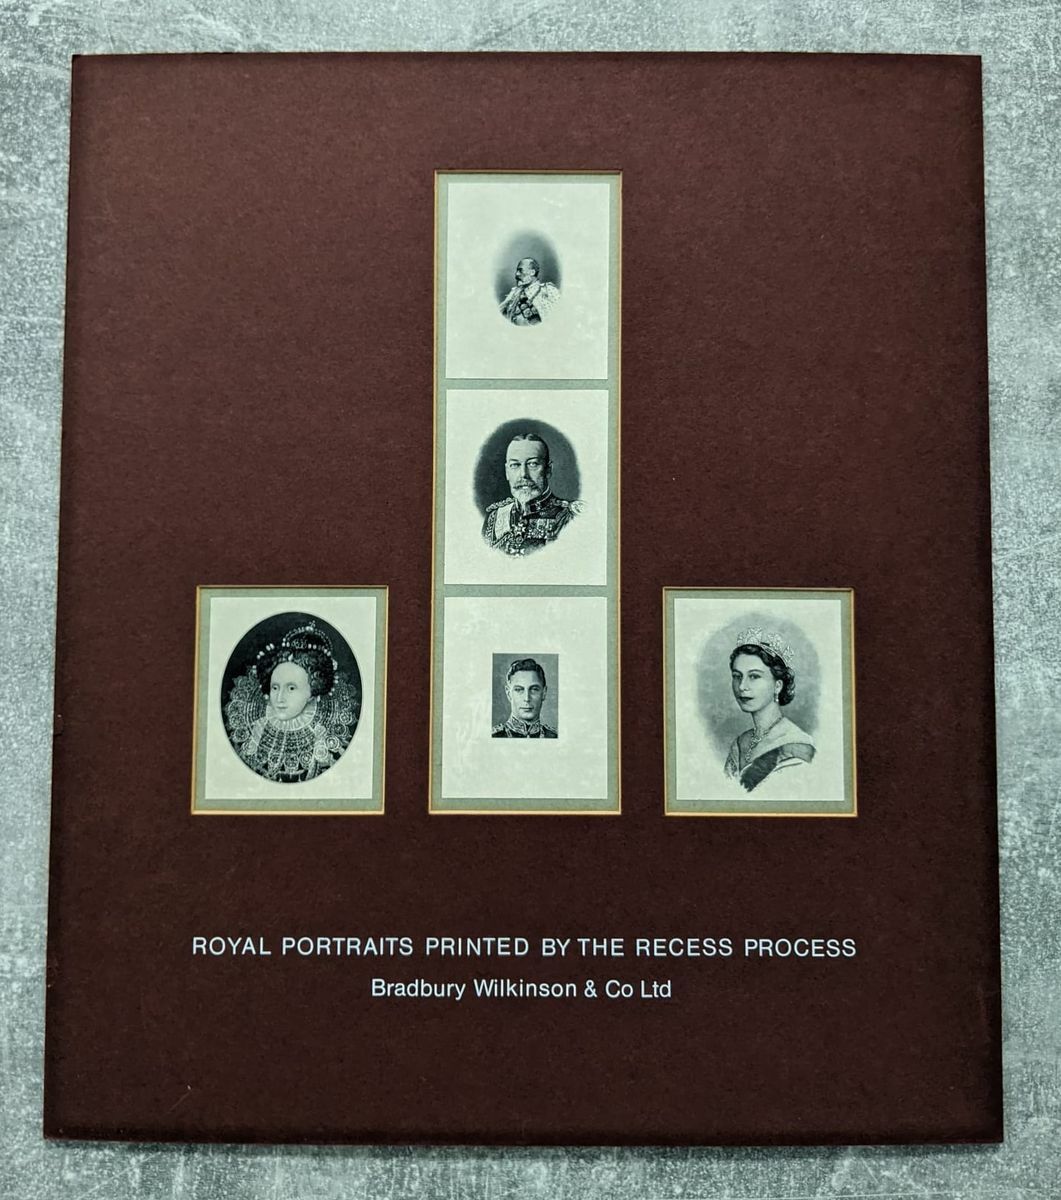 ROYAL PORTRAITS PRINTED BY THE RECESS PROCESS
Bradbury Wilkinson & Co Ltd